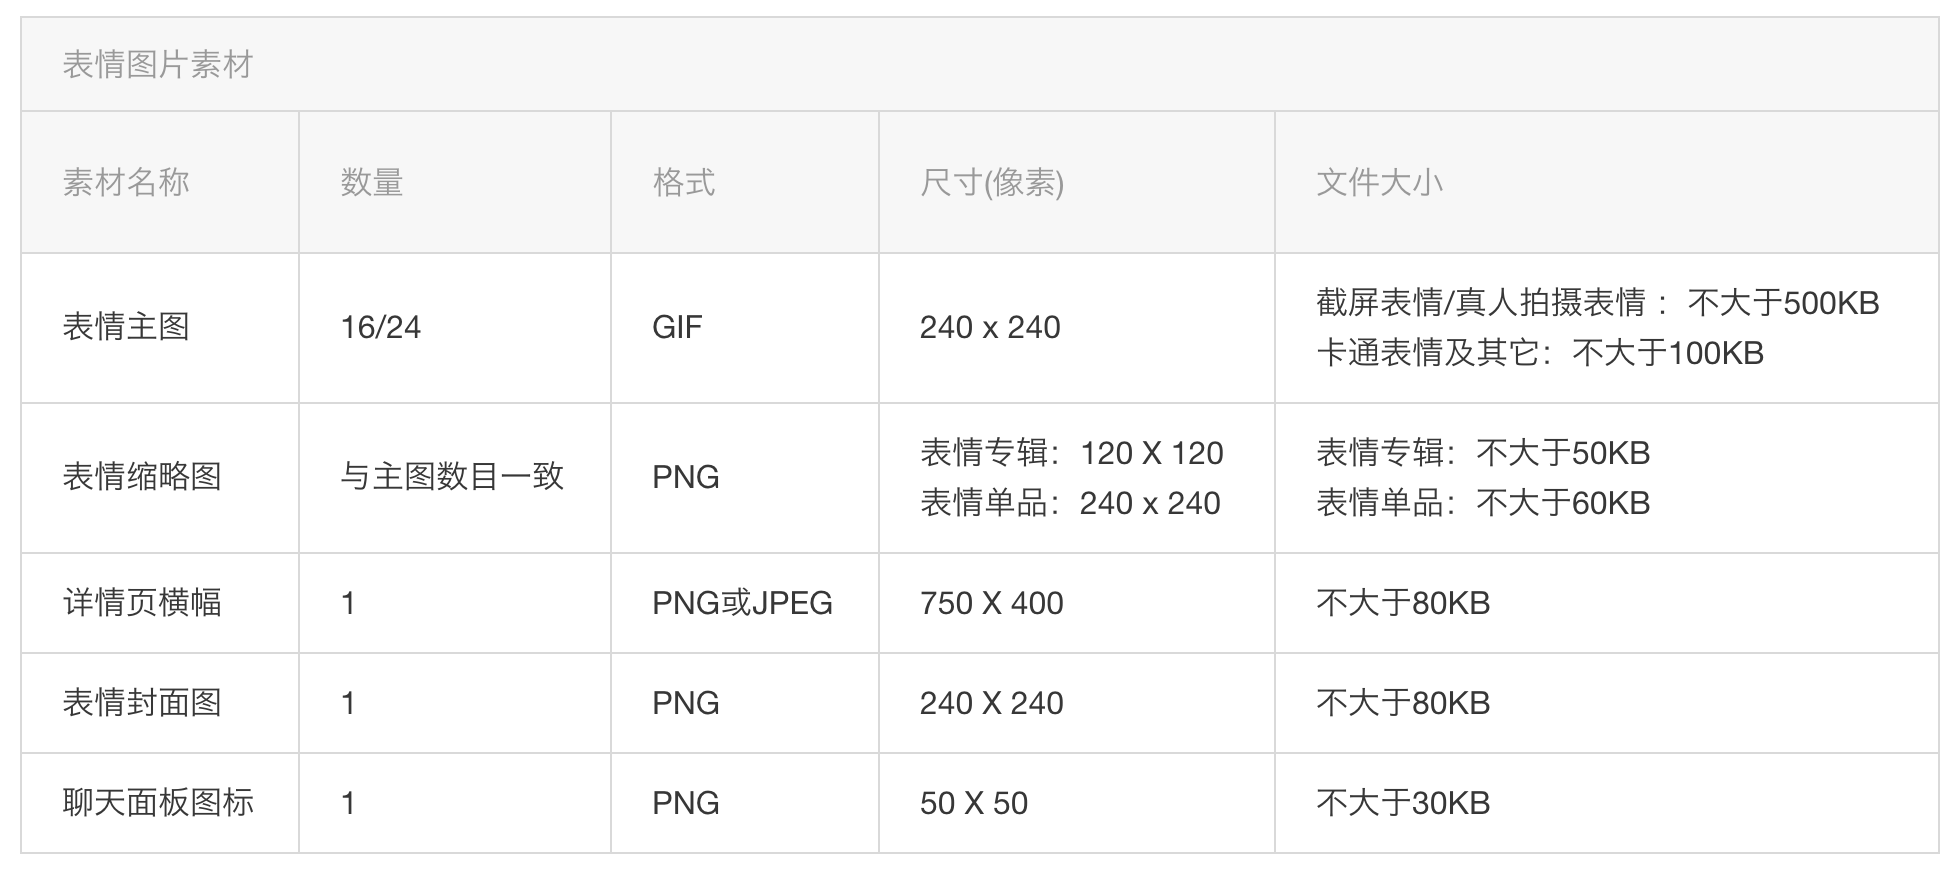 表情图片素材
素材名称 数量 格式 尺寸(像素) 文件大小
表情主图 16/24 GIF 240 x 240 截屏表情/真人拍摄表情 ：不大于500KB
卡通表情及其它：不大于100KB
表情缩略图 与主图数目一致 PNG 表情专辑：120 X 120 表情专辑：不大于50KB
表情单品：240 x 240 表情单品：不大于60KB
详情页横幅 1 PNG或JPEG 750 X 400 不大于80KB
表情封面图 1 PNG 240 X 240 不大于80KB
聊天面板图标 1 PNG 50 X 50 不大于30KB